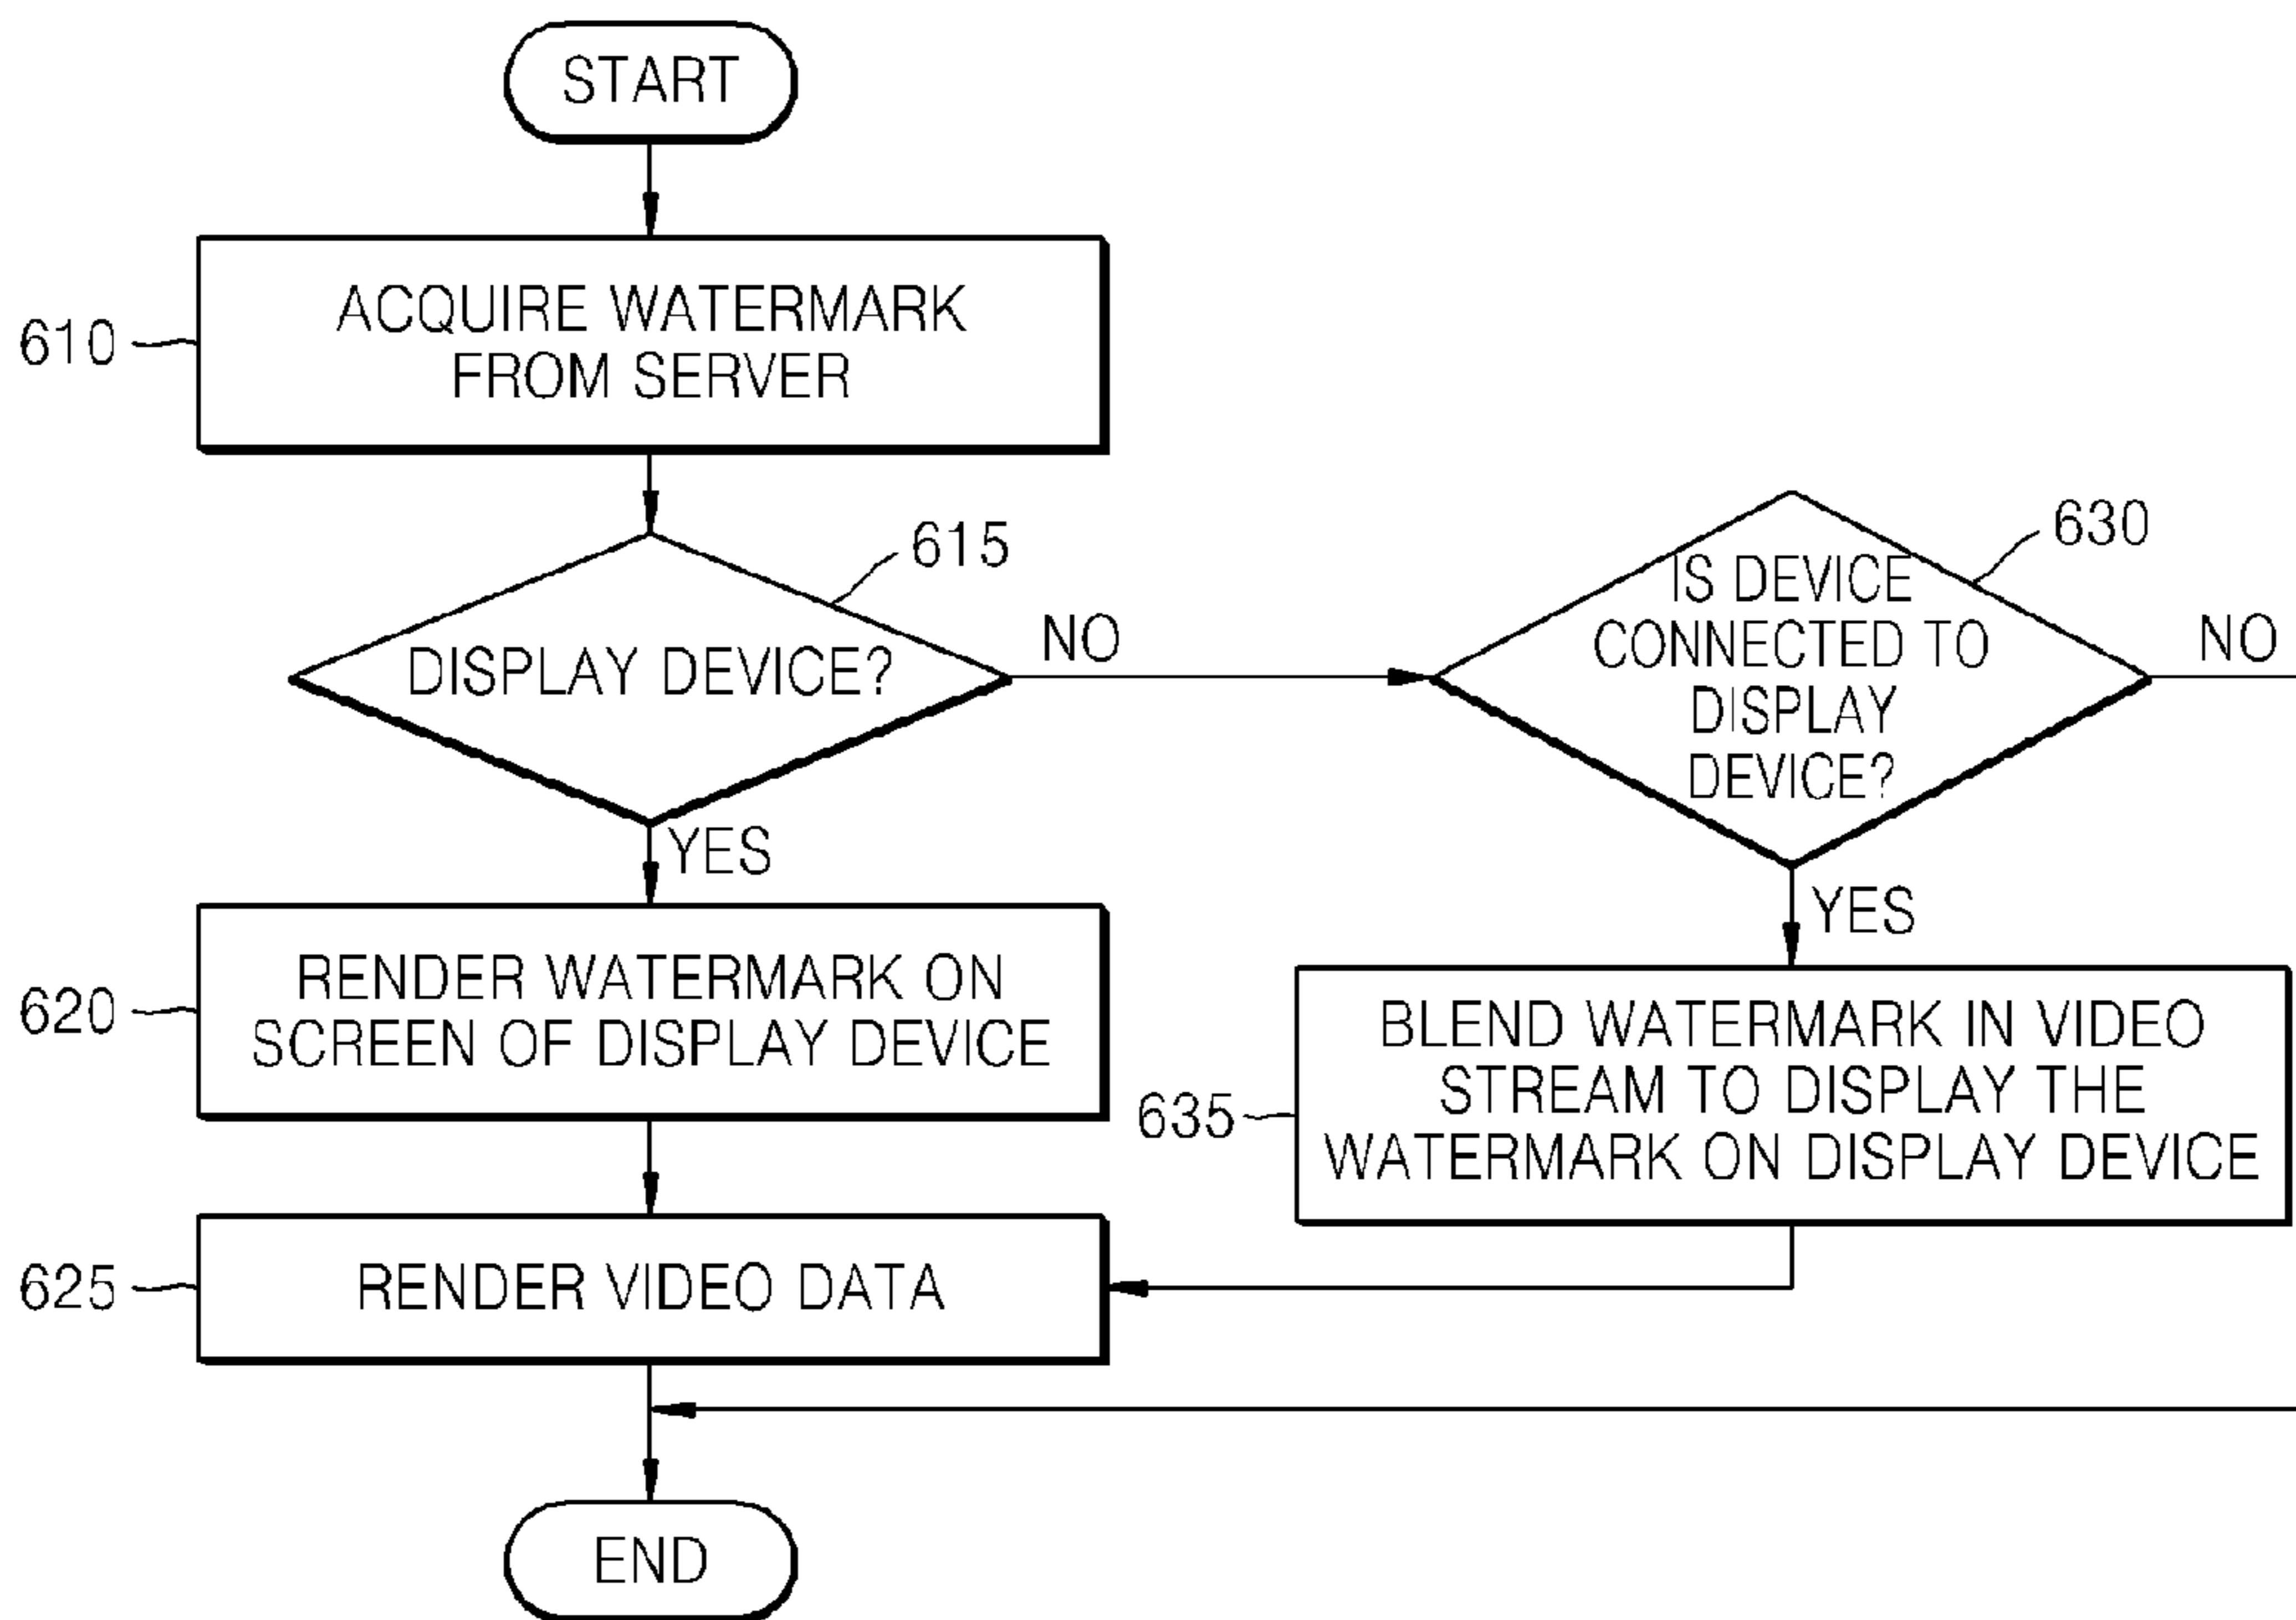 START
610
ACQUIRE WATERMARK
FROM SERVER
615
DISPLAY DEVICE?
NO
630
IS DEVICE
CONNECTED TO
DISPLAY
DEVICE?
NO
YES
YES
620
RENDER WATERMARK ON
SCREEN OF DISPLAY DEVICE
635
BLEND WATERMARK IN VIDEO
STREAM TO DISPLAY THE
WATERMARK ON DISPLAY DEVICE
625
RENDER VIDEO DATA
END